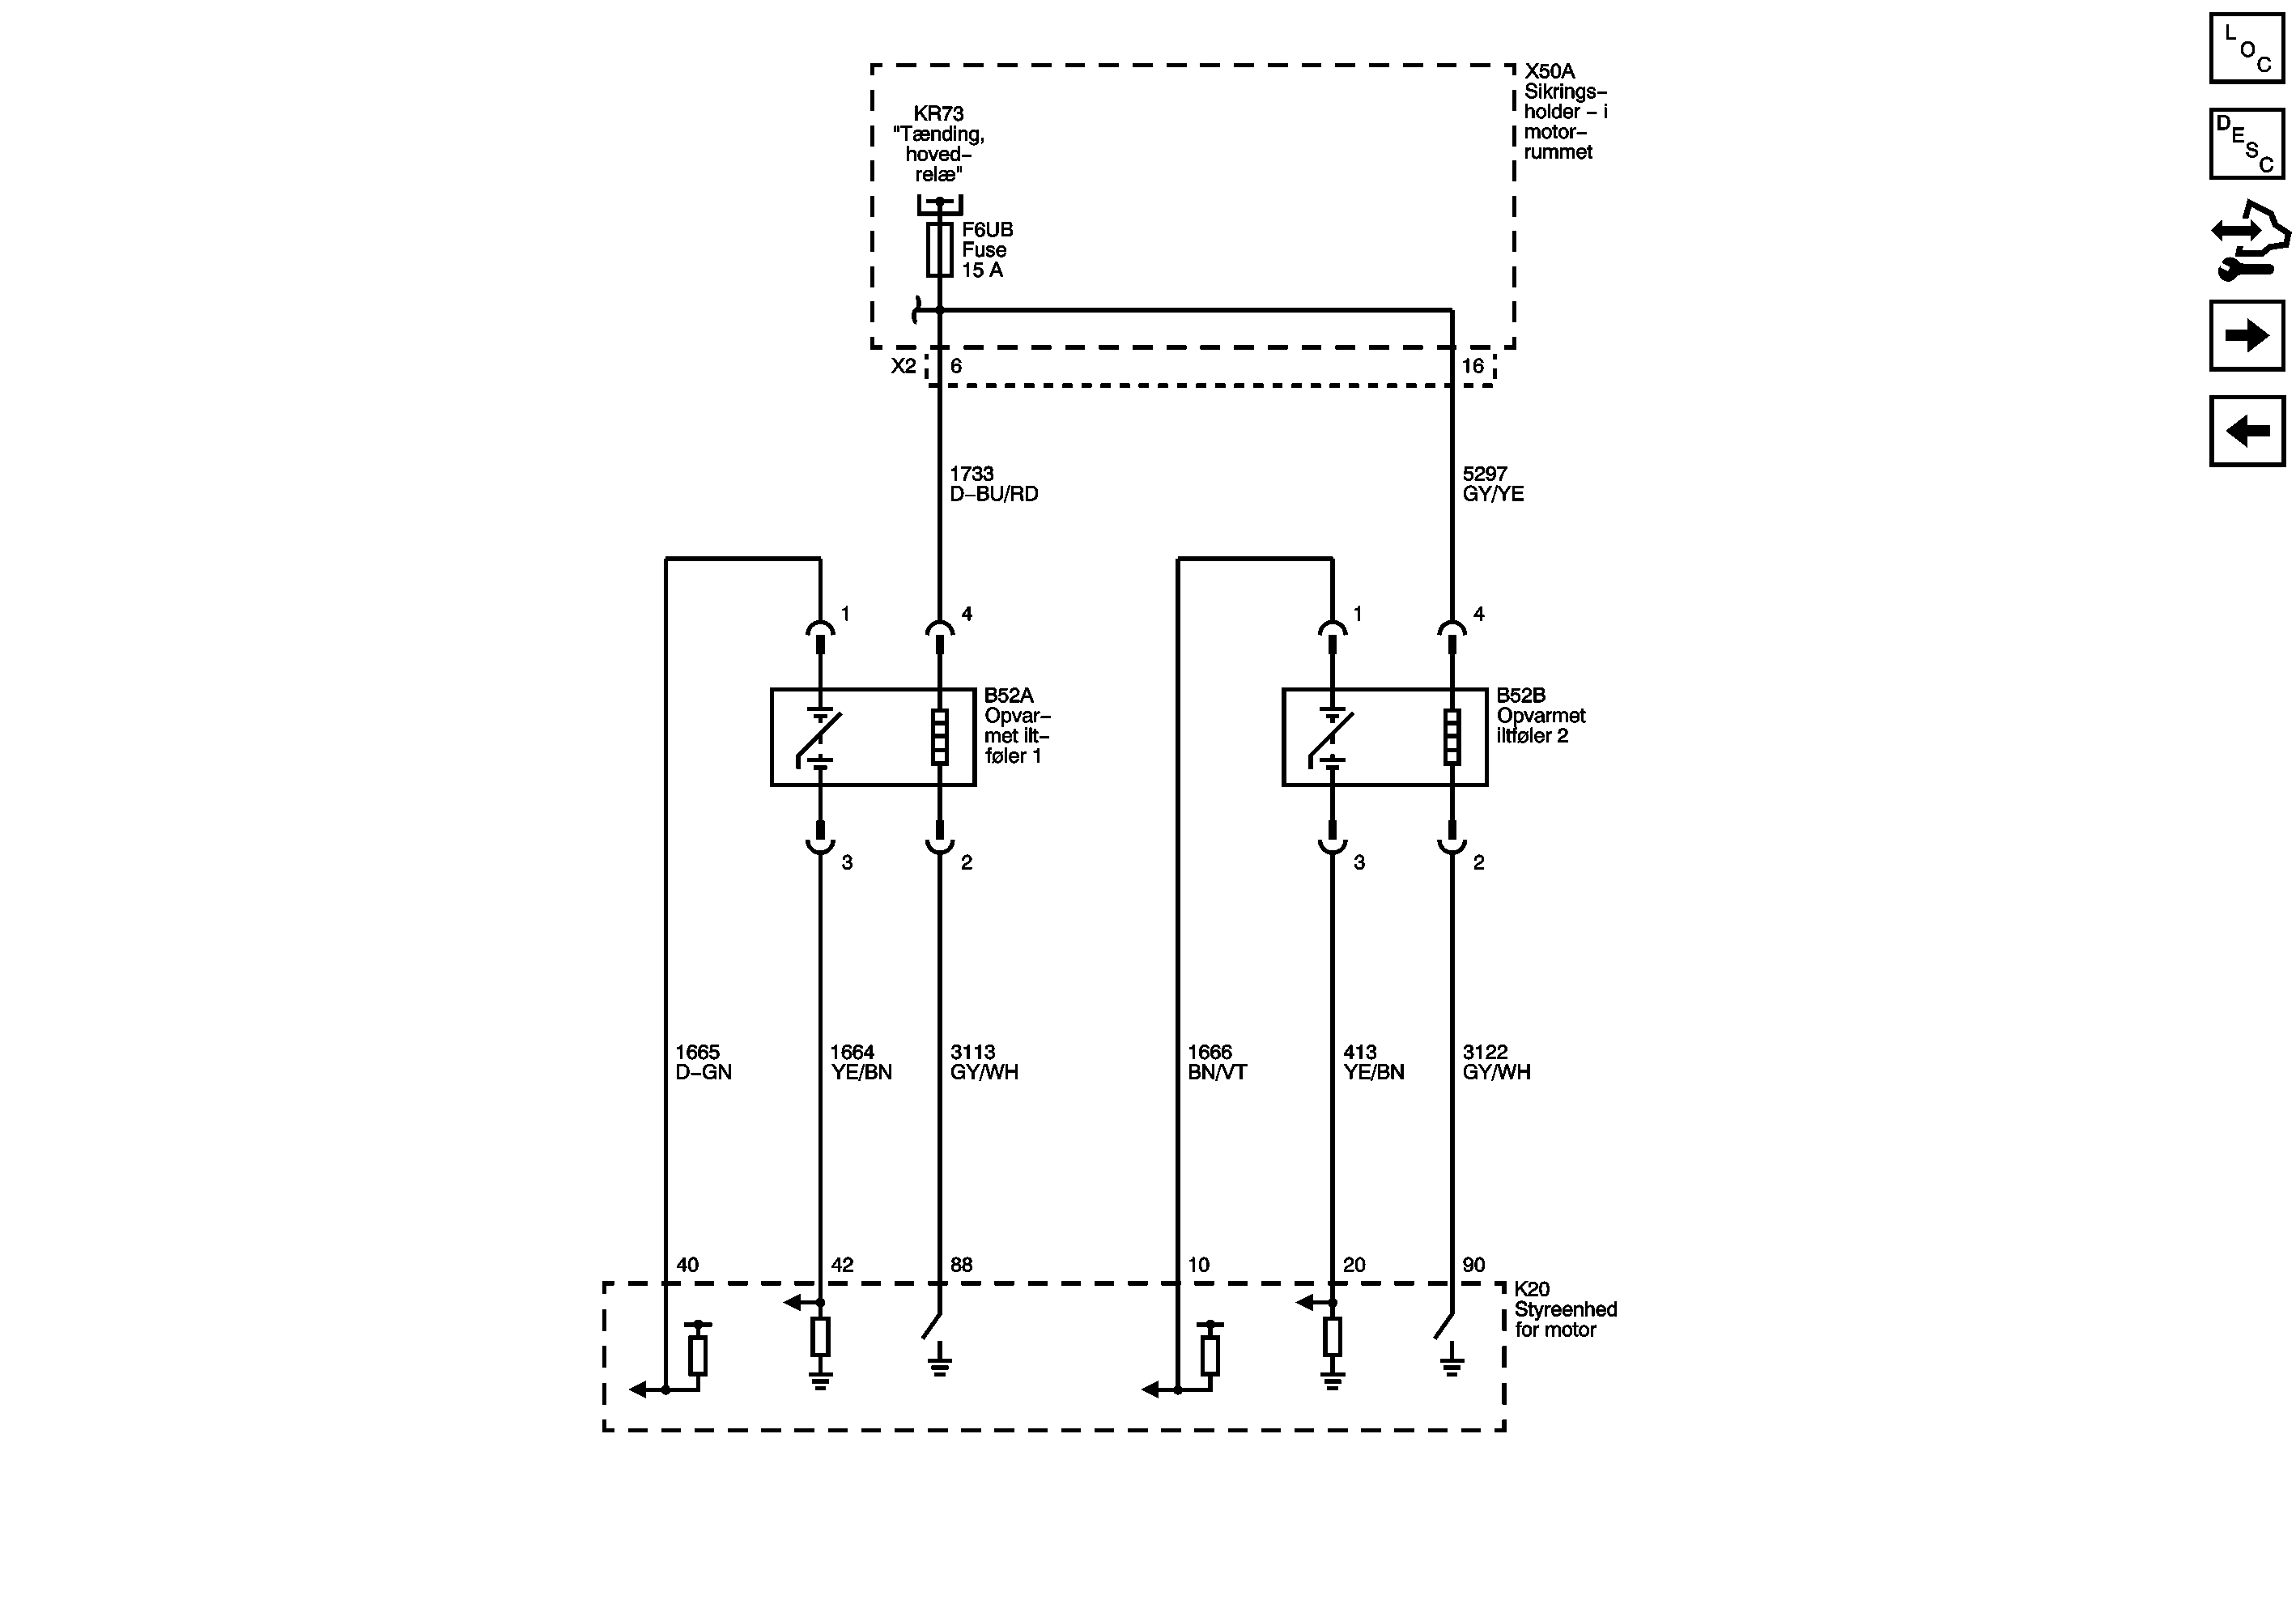 L
O
C
D
E
S
C
X50A
Sikrings-
holder - i
motor-
rummet
KR73
"Tænding,
hoved-
relæ"
F6UB
Fuse
15 A
X2
6
16
1733
D-BU/RD
5297
GY/YE
1
4
1
4
B52A
Opvar-
met ilt-
føler 1
B52B
Opvarmet
iltføler 2
3
2
3
2
1665
D-GN
1664
YE/BN
3113
GY/WH
1666
BN/VT
413
YE/BN
3122
GY/WH
40
42
88
10
20
90
K20
Styreenhed
for motor